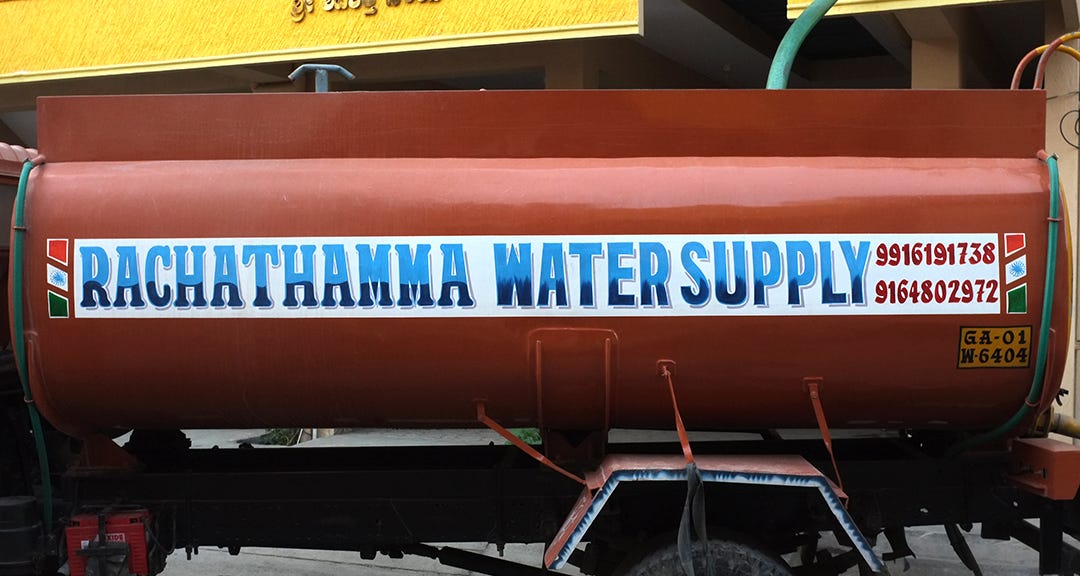 RACHATHAMMA WATER SUPPLY
9916191738
9164802972
GA-01
W-6404